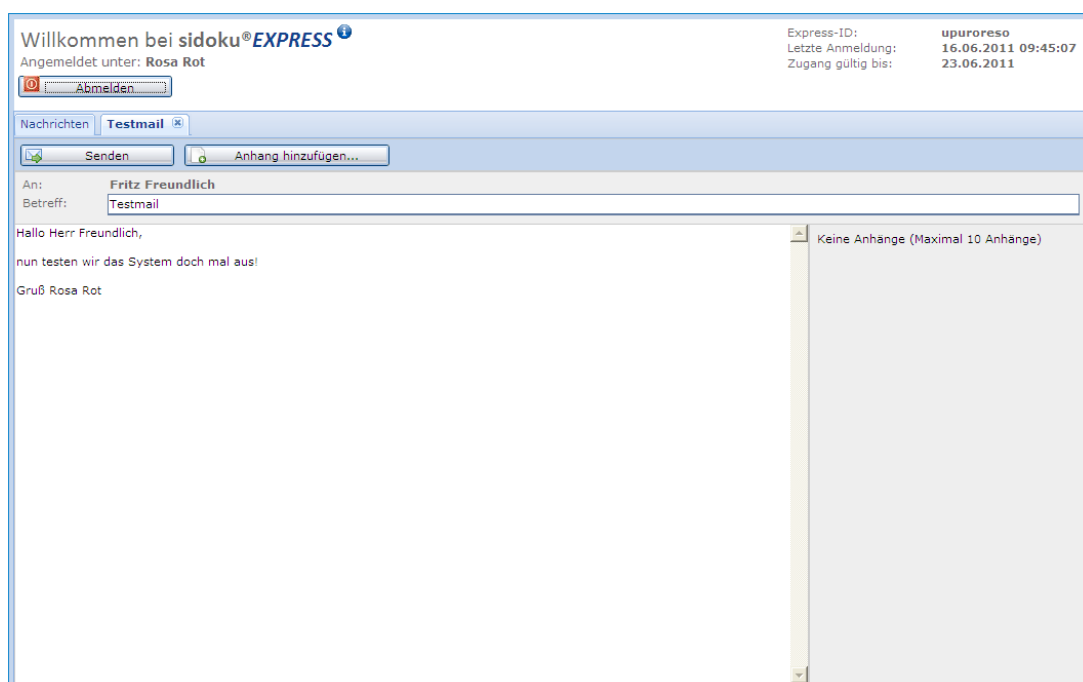 Willkommen bei sidoku®EXPRESS
Angemeldet unter: Rosa Rot
Abmelden
Express-ID: upuroreso
Letzte Anmeldung: 16.06.2011 09:45:07
Zugang gültig bis: 23.06.2011
Nachrichten Testmail
Senden Anhang hinzufügen...
An: Fritz Freundlich
Betreff: Testmail
Hallo Herr Freundlich,
nun testen wir das System doch mal aus!
Gruß Rosa Rot
Keine Anhänge (Maximal 10 Anhänge)